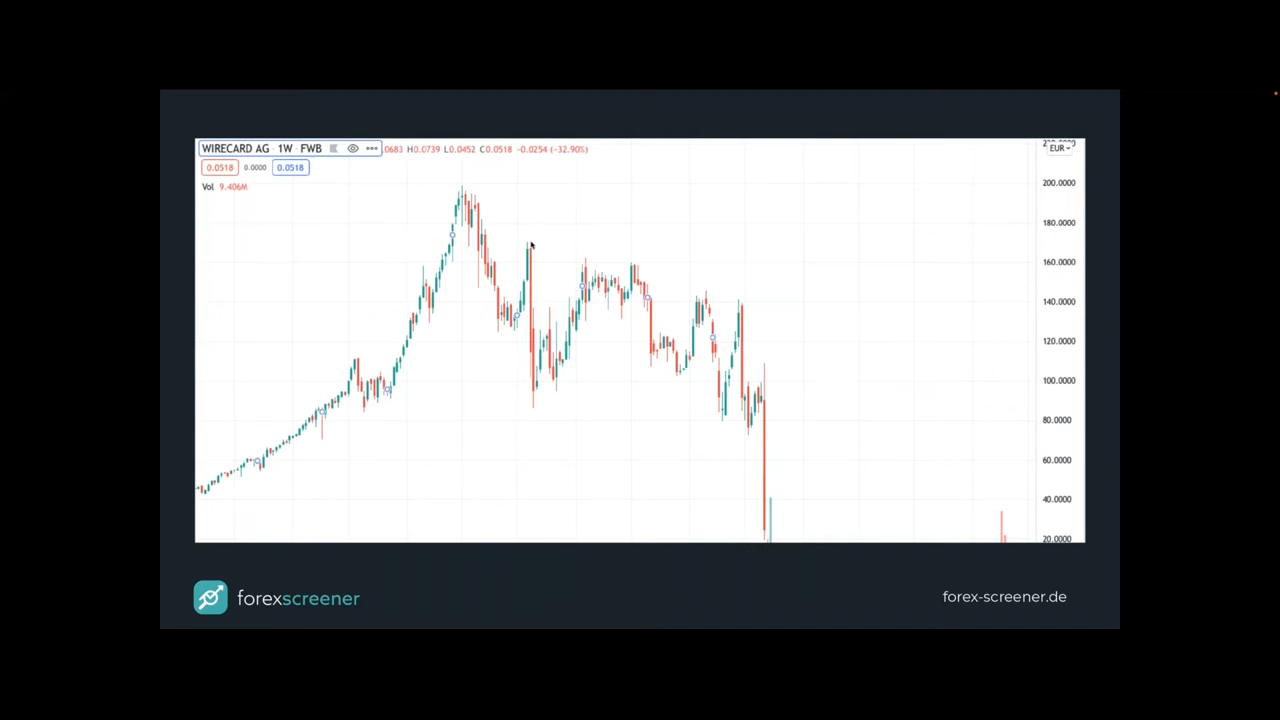 WIRECARD AG · 1W · FWB .0683 H0.0739 L0.0452 C0.0518 -0.0254 (-32.90%)
0.0518 0.0000 0.0518
Vol 9.406M
EUR
200.0000
180.0000
160.0000
140.0000
120.0000
100.0000
80.0000
60.0000
40.0000
20.0000
forexscreener
forex-screener.de